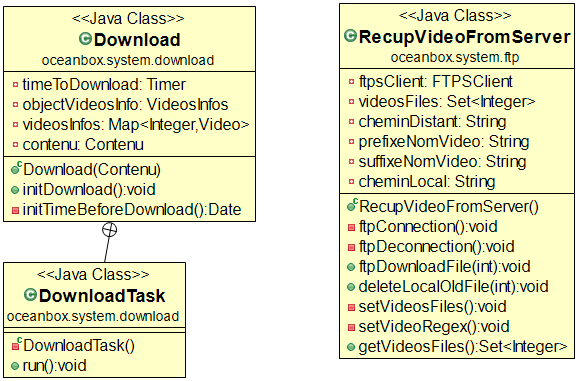 <<Java Class>>
Download
oceanbox.system.download
timeToDownload: Timer
objectVideosInfo: VideosInfos
videosInfos: Map<Integer,Video>
contenu: Contenu
Download(Contenu)
initDownload():void
initTimeBeforeDownload():Date
<<Java Class>>
DownloadTask
oceanbox.system.download
DownloadTask()
run():void
<<Java Class>>
RecupVideoFromServer
oceanbox.system.ftp
ftpsClient: FTPSClient
videosFiles: Set<Integer>
cheminDistant: String
prefixeNomVideo: String
suffixeNomVideo: String
cheminLocal: String
RecupVideoFromServer()
ftpConnection():void
ftpDeconnection():void
ftpDownloadFile(int):void
deleteLocalOldFile(int):void
setVideosFiles():void
setVideoRegex():void
getVideosFiles():Set<Integer>